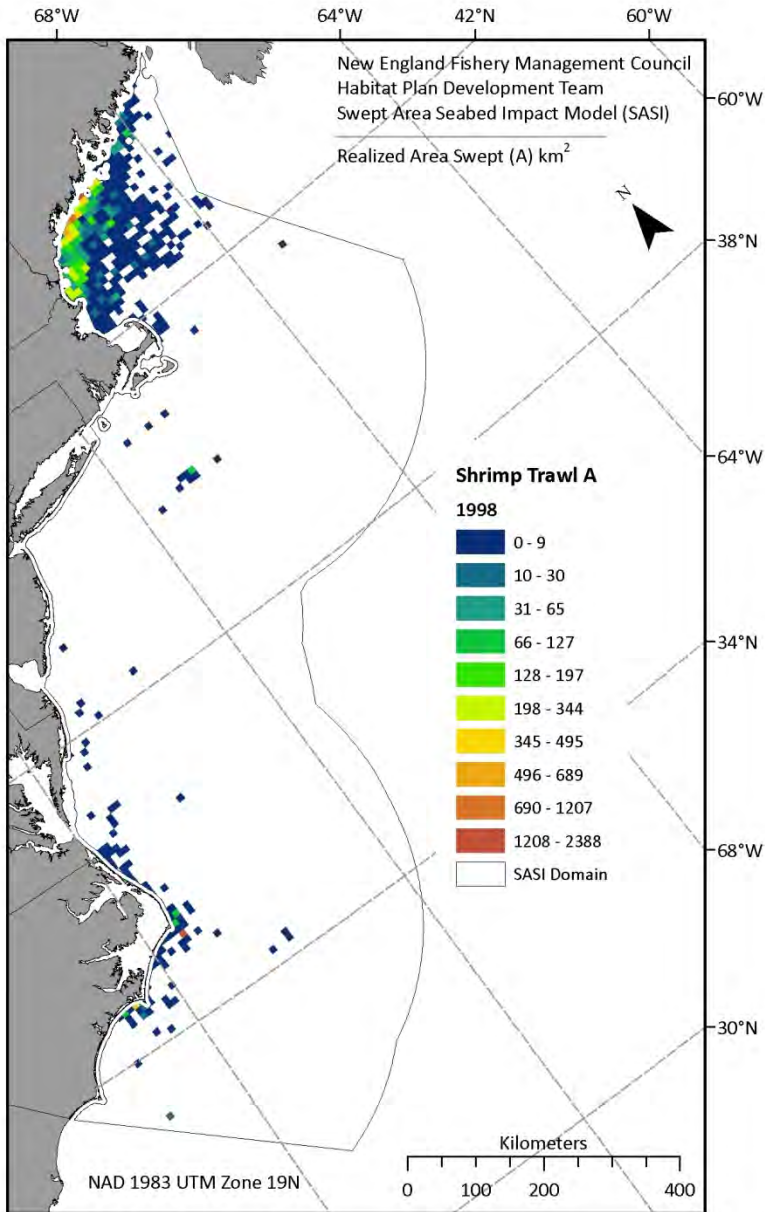 68°W 64°W 42°N 60°W
New England Fishery Management Council
Habitat Plan Development Team
Swept Area Seabed Impact Model (SASI)
Realized Area Swept (A) km²
60°W
N
38°N
64°W
Shrimp Trawl A
1998
0 - 9
10 - 30
31 - 65
66 - 127
128 - 197
34°N
198 - 344
345 - 495
496 - 689
690 - 1207
1208 - 2388
68°W
SASI Domain
30°N
Kilometers
0 100 200 400
NAD 1983 UTM Zone 19N